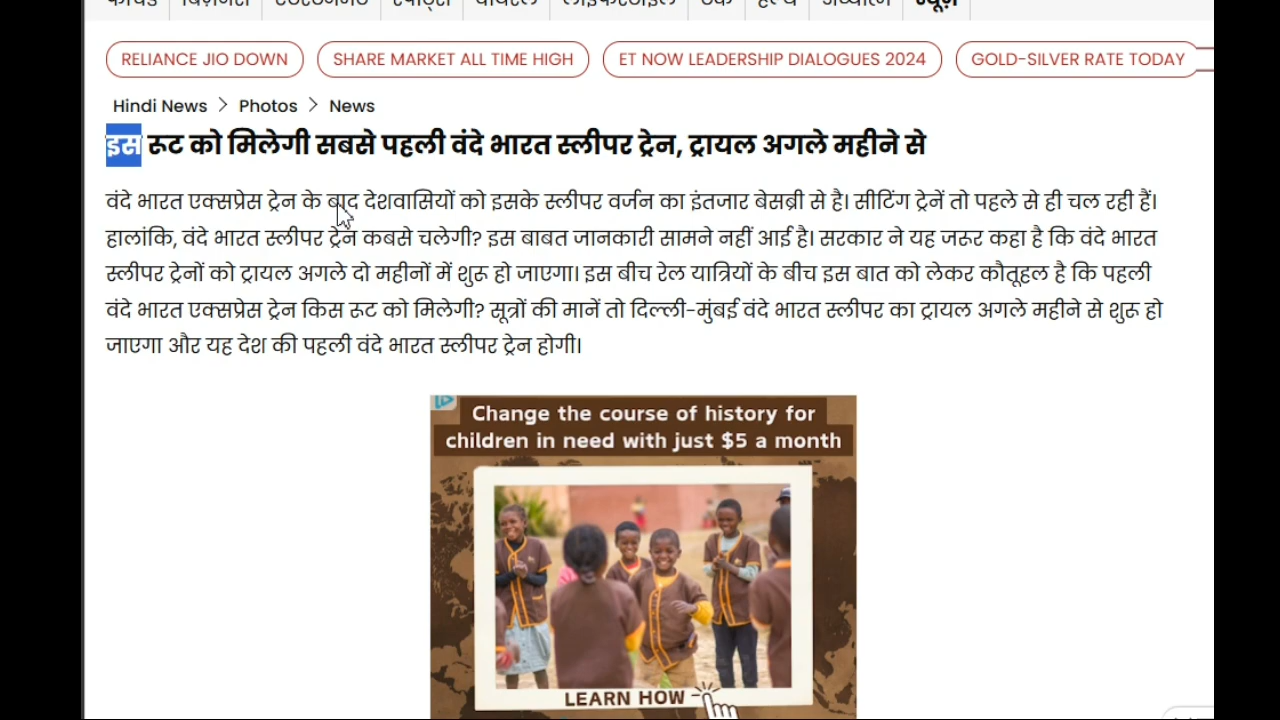 RELIANCE JIO DOWN SHARE MARKET ALL TIME HIGH ET NOW LEADERSHIP DIALOGUES 2024 GOLD-SILVER RATE TODAY
Hindi News > Photos > News
इस रूट को मिलेगी सबसे पहली वंदे भारत स्लीपर ट्रेन, ट्रायल अगले महीने से
वंदे भारत एक्सप्रेस ट्रेन के बाद देशवासियों को इसके स्लीपर वर्जन का इंतजार बेसब्री से है। सीटिंग ट्रेनें तो पहले से ही चल रही हैं।
हालांकि, वंदे भारत स्लीपर ट्रेन कबसे चलेगी? इस बाबत जानकारी सामने नहीं आई है। सरकार ने यह जरूर कहा है कि वंदे भारत
स्लीपर ट्रेनों को ट्रायल अगले दो महीनों में शुरू हो जाएगा। इस बीच रेल यात्रियों के बीच इस बात को लेकर कौतूहल है कि पहली
वंदे भारत एक्सप्रेस ट्रेन किस रूट को मिलेगी? सूत्रों की मानें तो दिल्ली-मुंबई वंदे भारत स्लीपर का ट्रायल अगले महीने से शुरू हो
जाएगा और यह देश की पहली वंदे भारत स्लीपर ट्रेन होगी।
Change the course of history for
children in need with just $5 a month
LEARN HOW